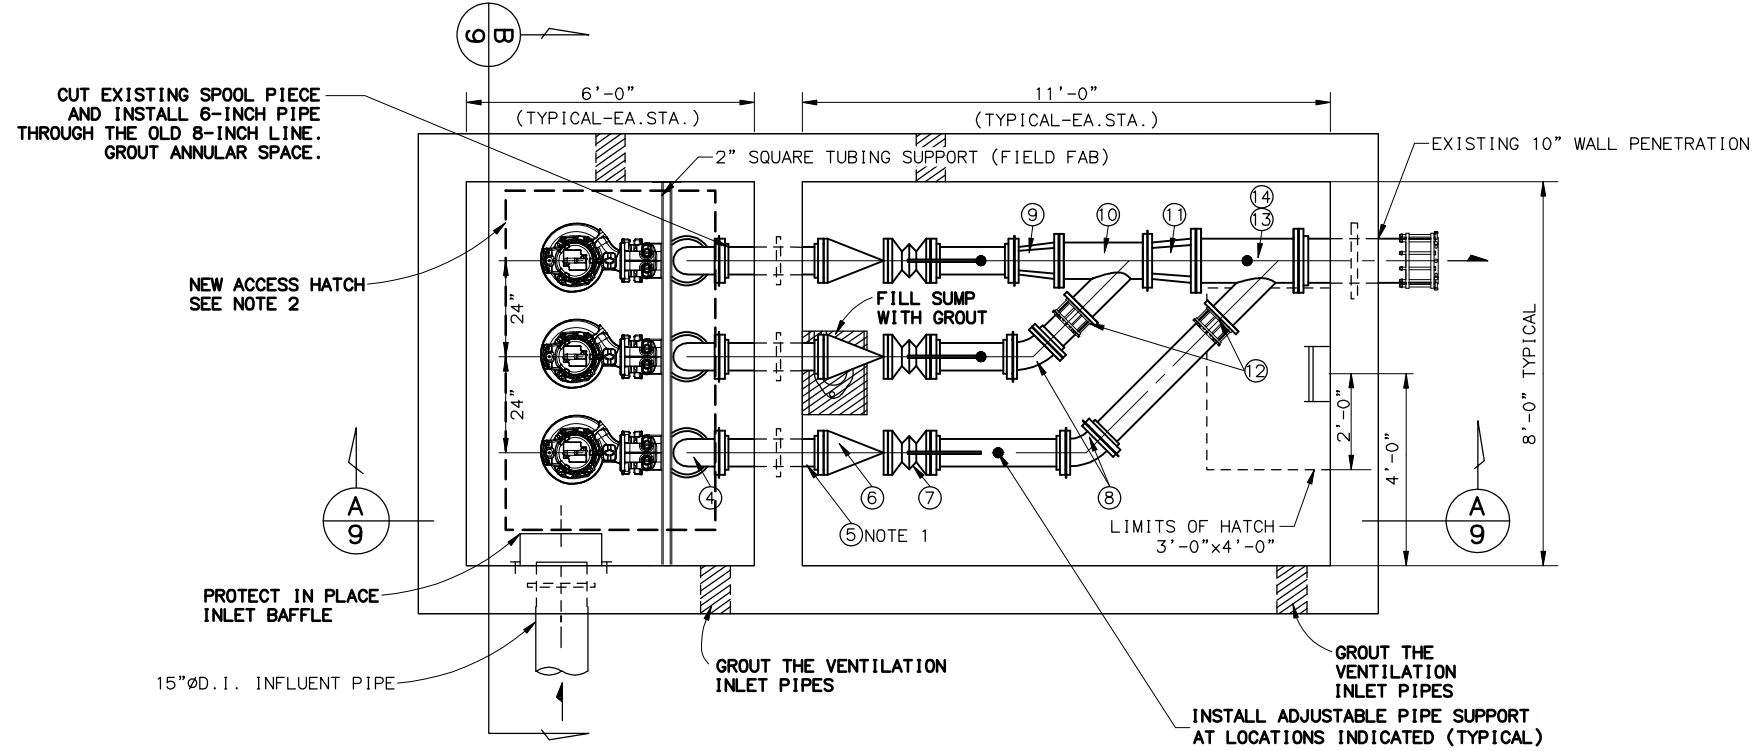 B
9
CUT EXISTING SPOOL PIECE
AND INSTALL 6-INCH PIPE
THROUGH THE OLD 8-INCH LINE.
GROUT ANNULAR SPACE.
6'-0"
(TYPICAL-EA.STA.)
11'-0"
(TYPICAL-EA.STA.)
2" SQUARE TUBING SUPPORT (FIELD FAB)
EXISTING 10" WALL PENETRATION
14
13
9
10
11
NEW ACCESS HATCH
SEE NOTE 2
24"
24"
FILL SUMP
WITH GROUT
12
8'-0" TYPICAL
2'-0"
4'-0"
4
6
7
8
5 NOTE 1
LIMITS OF HATCH
3'-0"x4'-0"
A
9
A
9
PROTECT IN PLACE
INLET BAFFLE
15"ØD.I. INFLUENT PIPE
GROUT THE VENTILATION
INLET PIPES
GROUT THE
VENTILATION
INLET PIPES
INSTALL ADJUSTABLE PIPE SUPPORT
AT LOCATIONS INDICATED (TYPICAL)